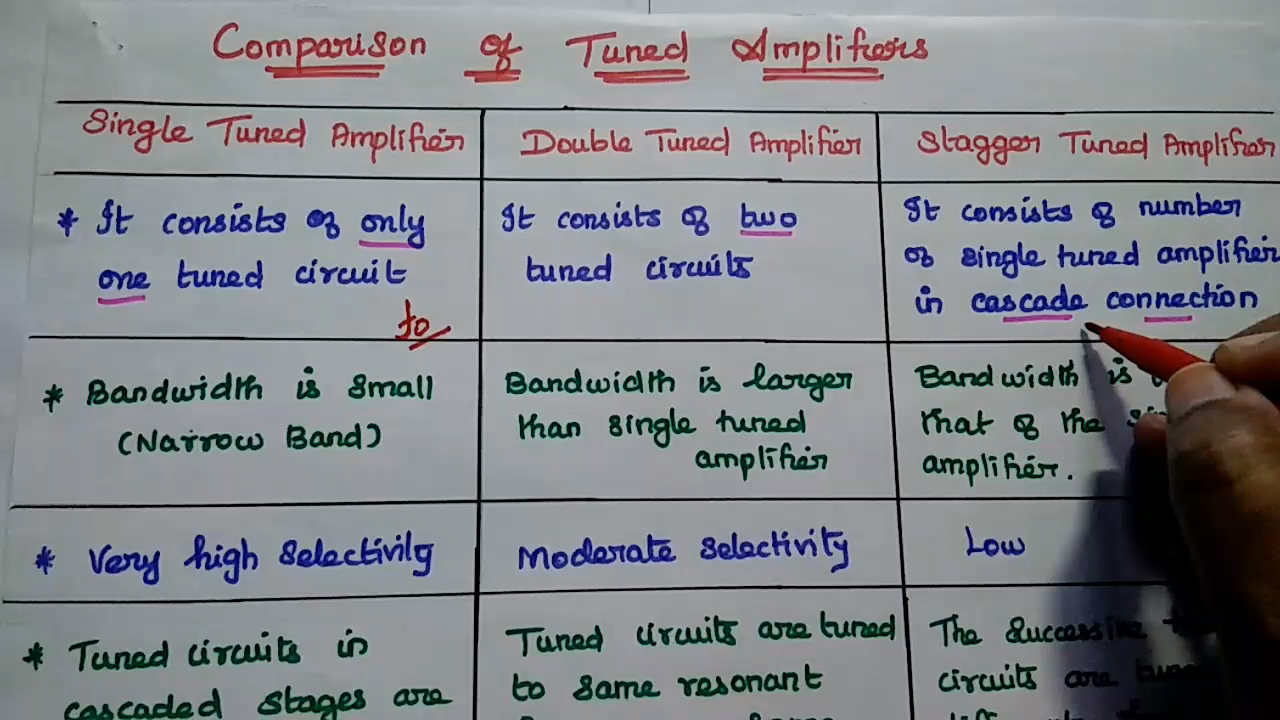 Comparison of Tuned Amplifiers
Single Tuned Amplifier
Double Tuned Amplifier
Stagger Tuned Amplifier
* It consists of only
one tuned circuit
to
It consists of two
tuned circuits
It consists of number
of single tuned amplifier
in cascade connection
* Bandwidth is small
(Narrow Band)
Bandwidth is larger
than single tuned
amplifier
Bandwidth is
that of the
amplifier.
* Very high selectivity
Moderate selectivity
Low
* Tuned circuits in
cascaded stages are
Tuned circuits are tuned
to same resonant
The successive
circuits are